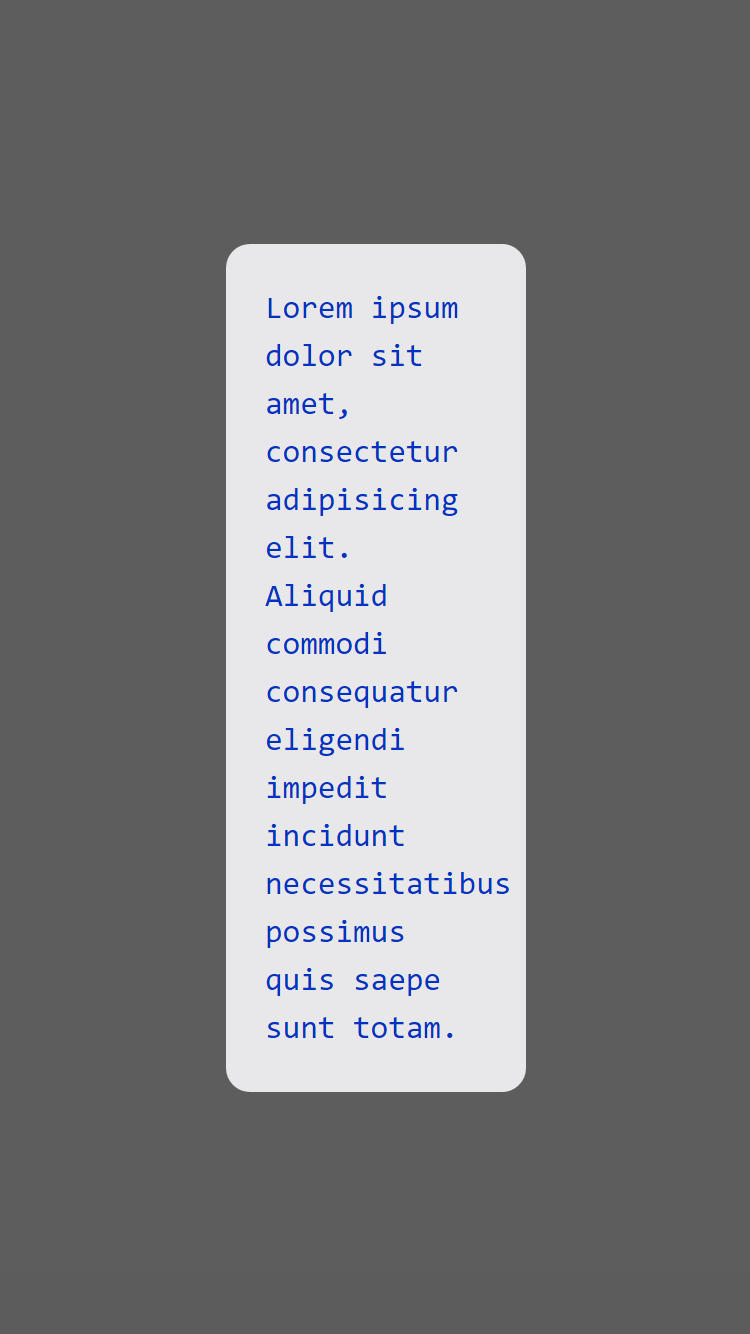 Lorem ipsum
dolor sit
amet,
consectetur
adipisicing
elit.
Aliquid
commodi
consequatur
eligendi
impedit
incidunt
necessitatibus
possimus
quis saepe
sunt totam.